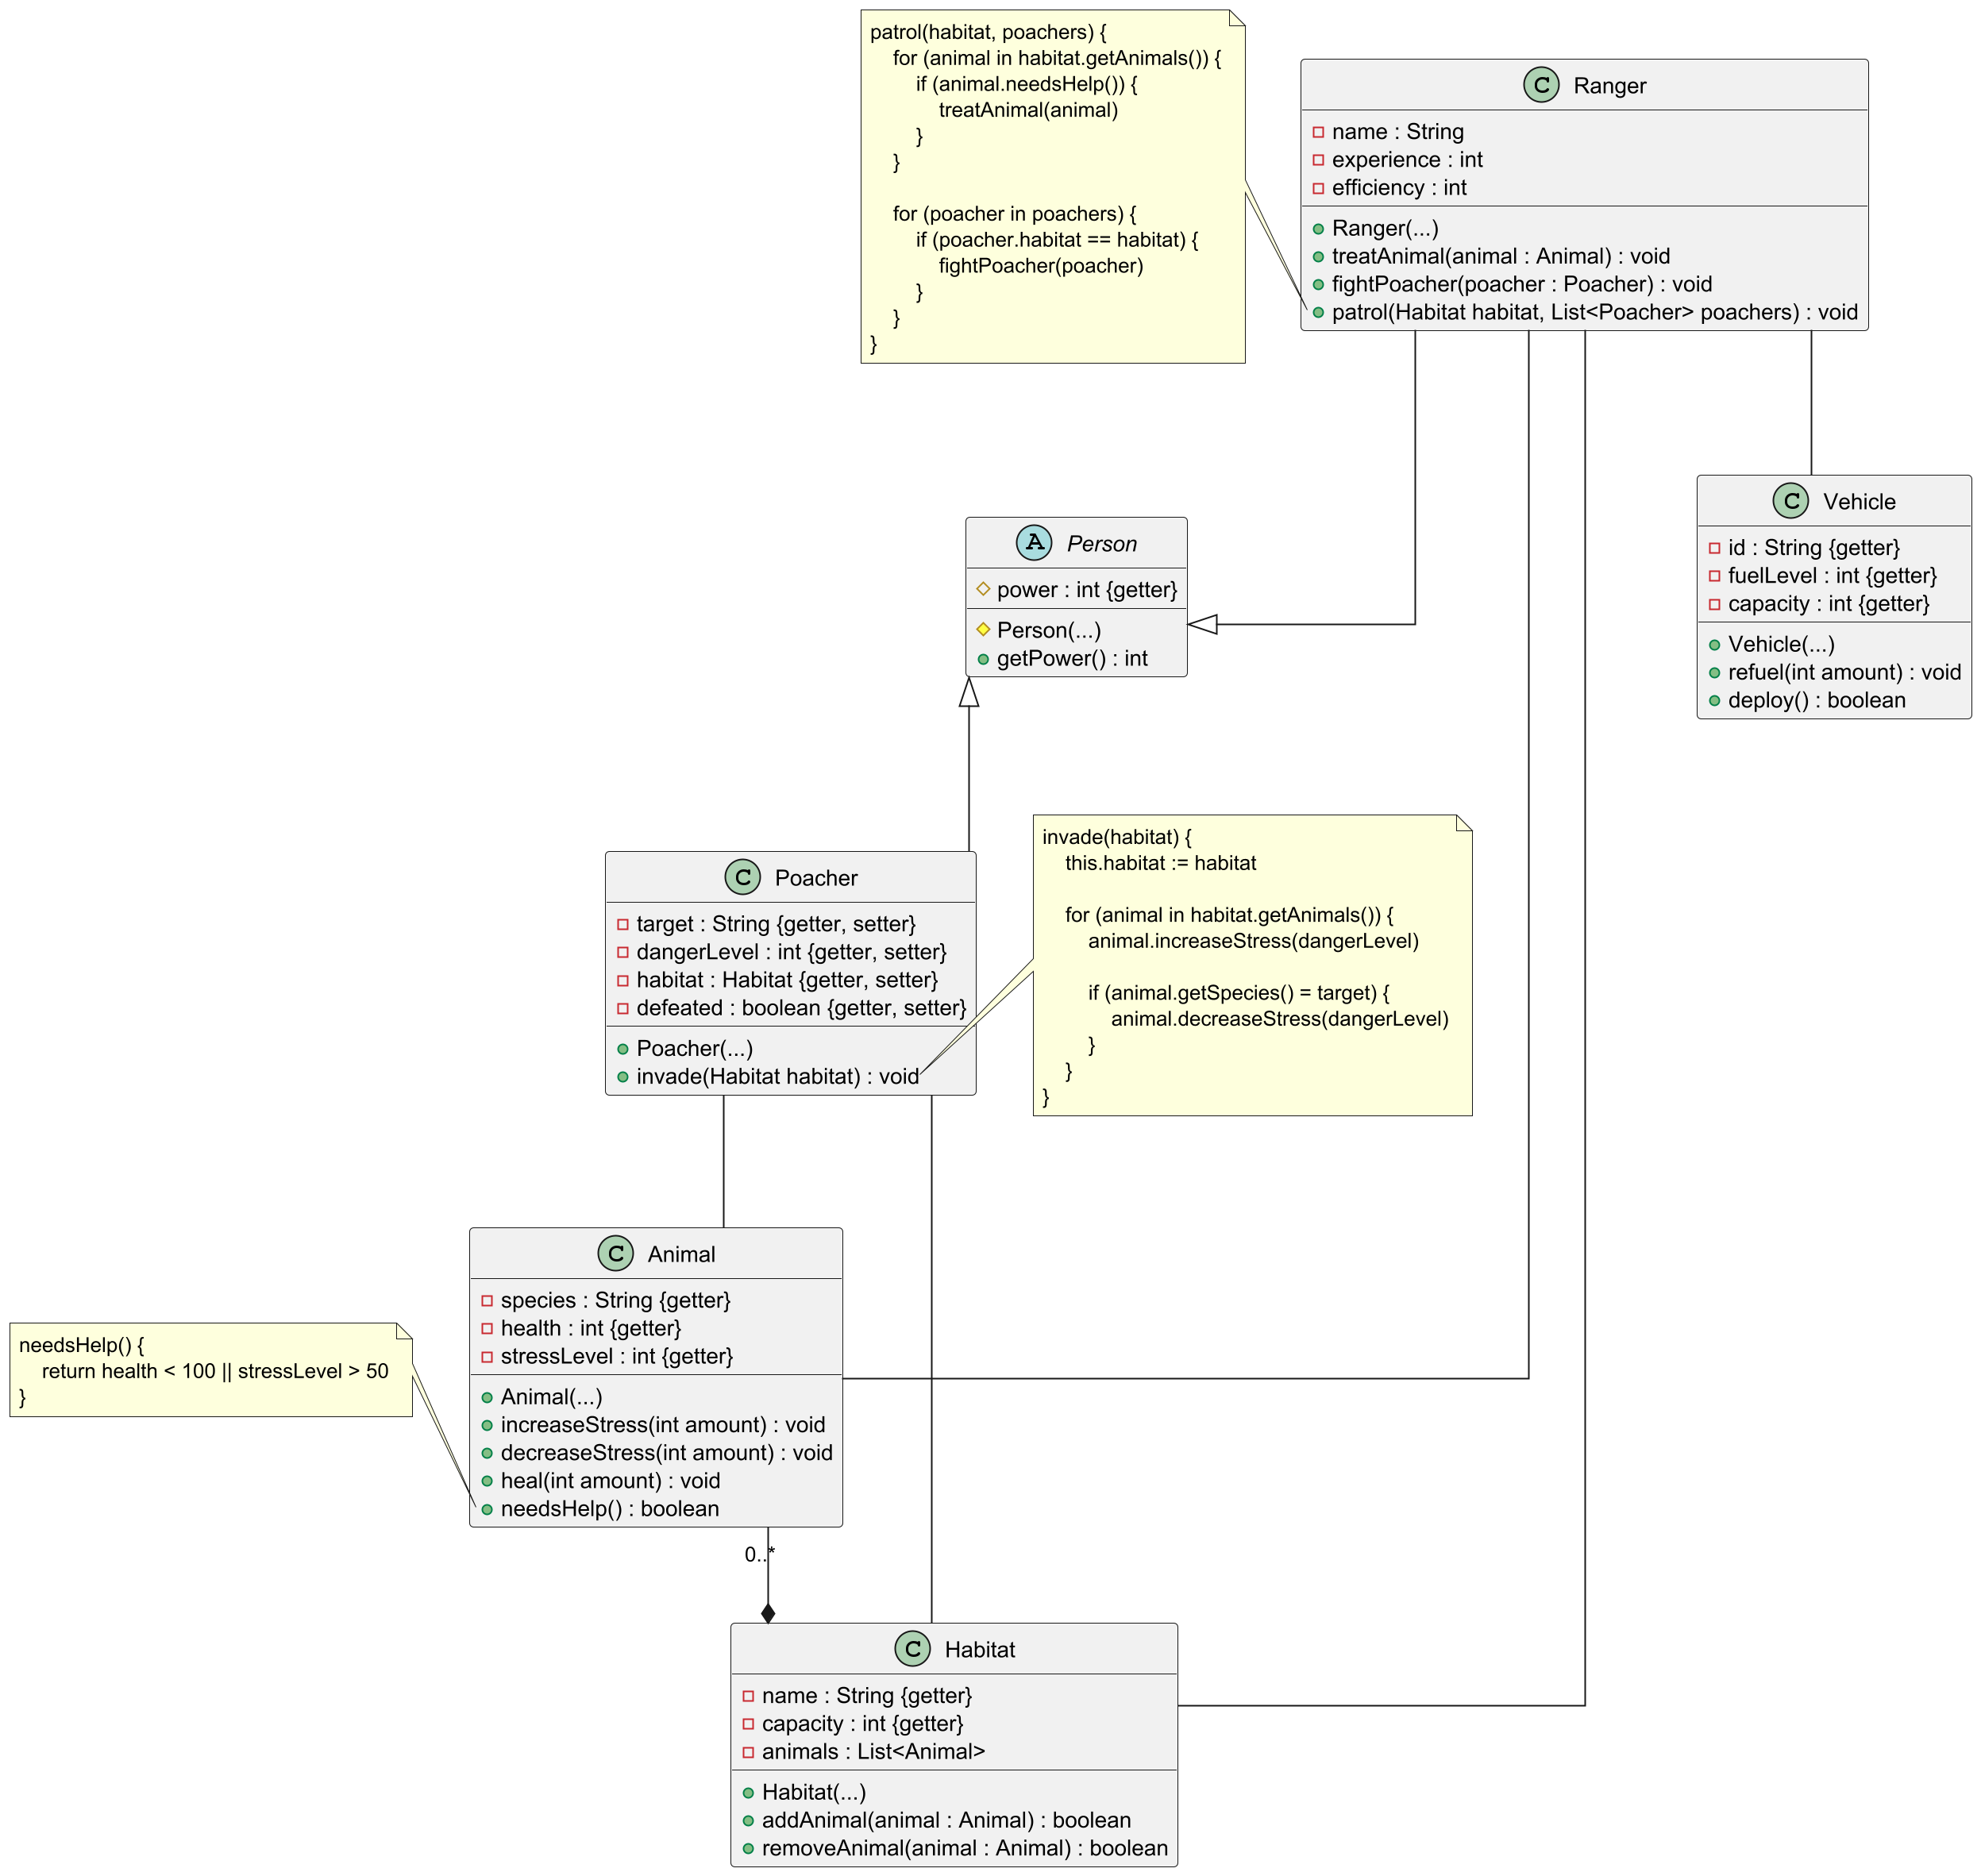 patrol(habitat, poachers) {
for (animal in habitat.getAnimals()) {
if (animal.needsHelp()) {
treatAnimal(animal)
}
}
for (poacher in poachers) {
if (poacher.habitat == habitat) {
fightPoacher(poacher)
}
}
}
C Ranger
name : String
experience : int
efficiency : int
Ranger(...)
treatAnimal(animal : Animal) : void
fightPoacher(poacher : Poacher) : void
patrol(Habitat habitat, List<Poacher> poachers) : void
A Person
power : int {getter}
Person(...)
getPower() : int
C Vehicle
id : String {getter}
fuelLevel : int {getter}
capacity : int {getter}
Vehicle(...)
refuel(int amount) : void
deploy() : boolean
C Poacher
target : String {getter, setter}
dangerLevel : int {getter, setter}
habitat : Habitat {getter, setter}
defeated : boolean {getter, setter}
Poacher(...)
invade(Habitat habitat) : void
invade(habitat) {
this.habitat := habitat
for (animal in habitat.getAnimals()) {
animal.increaseStress(dangerLevel)
if (animal.getSpecies() = target) {
animal.decreaseStress(dangerLevel)
}
}
}
C Animal
species : String {getter}
health : int {getter}
stressLevel : int {getter}
Animal(...)
increaseStress(int amount) : void
decreaseStress(int amount) : void
heal(int amount) : void
needsHelp() : boolean
needsHelp() {
return health < 100 || stressLevel > 50
}
0..*
C Habitat
name : String {getter}
capacity : int {getter}
animals : List<Animal>
Habitat(...)
addAnimal(animal : Animal) : boolean
removeAnimal(animal : Animal) : boolean